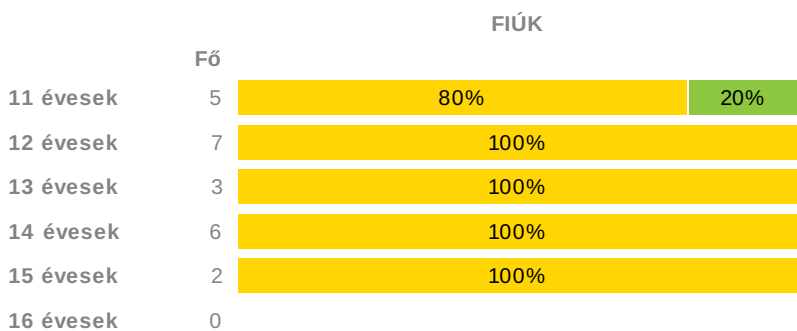 FIÚK
Fő
11 évesek 5 80% 20%
12 évesek 7 100%
13 évesek 3 100%
14 évesek 6 100%
15 évesek 2 100%
16 évesek 0